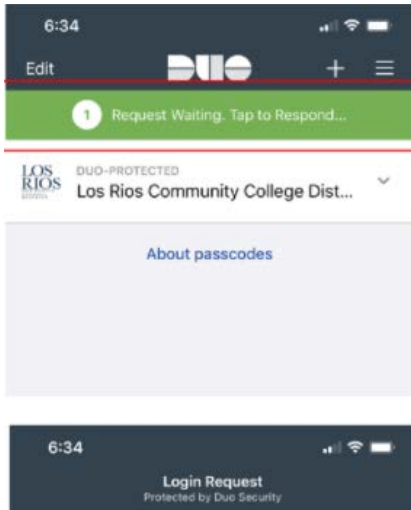 6:34
Edit DUO + ≡
1 Request Waiting. Tap to Respond...
LOS RIOS
DUO-PROTECTED
Los Rios Community College Dist...
About passcodes
6:34
Login Request
Protected by Duo Security